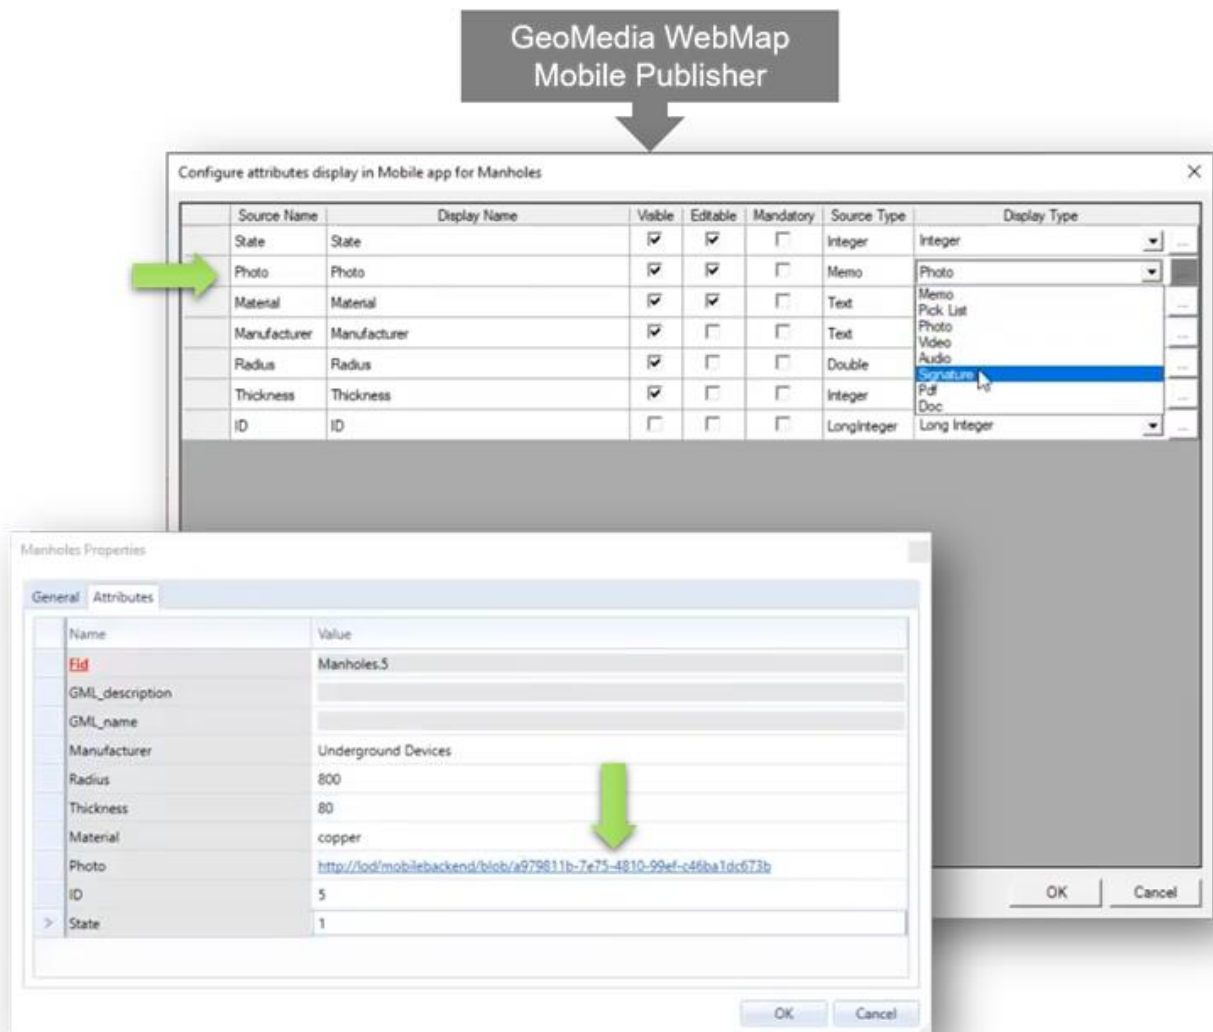 GeoMedia WebMap
Mobile Publisher
Configure attributes display in Mobile app for Manholes
Source Name Display Name Visible Editable Mandatory Source Type Display Type
State State Integer Integer ...
Photo Photo Memo Photo
Memo
Pick List
Photo
Video
Audio
Signature
Pdf
Doc
Material Material Text ...
Manufacturer Manufacturer Text ...
Radius Radius Double ...
Thickness Thickness Integer ...
ID ID LongInteger Long Integer ...
OK Cancel
Manholes Properties
General Attributes
Name Value
Fid Manholes.5
GML_description
GML_name
Manufacturer Underground Devices
Radius 800
Thickness 80
Material copper
Photo http://lod/mobilebackend/blob/a979811b-7e75-4810-99ef-c46ba1dc673b
ID 5
State 1
OK Cancel